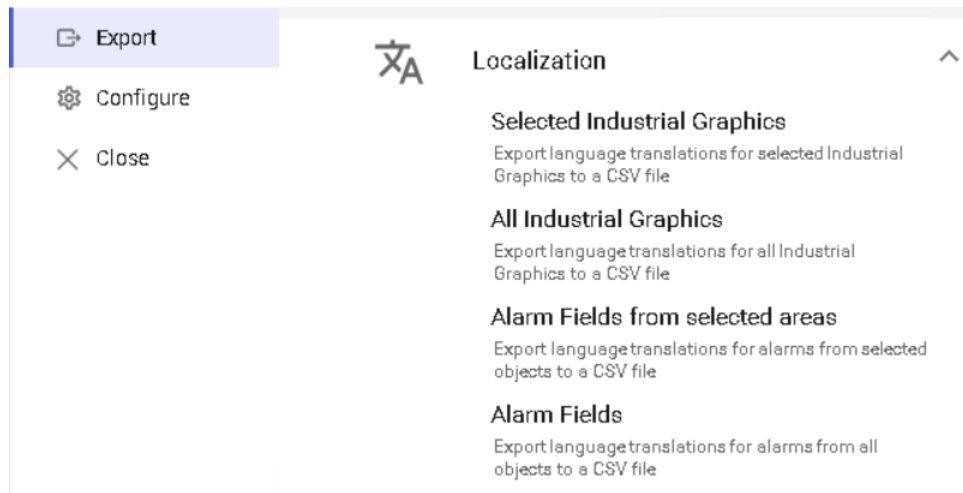 Export
Configure
Close
Localization
Selected Industrial Graphics
Export language translations for selected Industrial
Graphics to a CSV file
All Industrial Graphics
Export language translations for all Industrial
Graphics to a CSV file
Alarm Fields from selected areas
Export language translations for alarms from selected
objects to a CSV file
Alarm Fields
Export language translations for alarms from all
objects to a CSV file